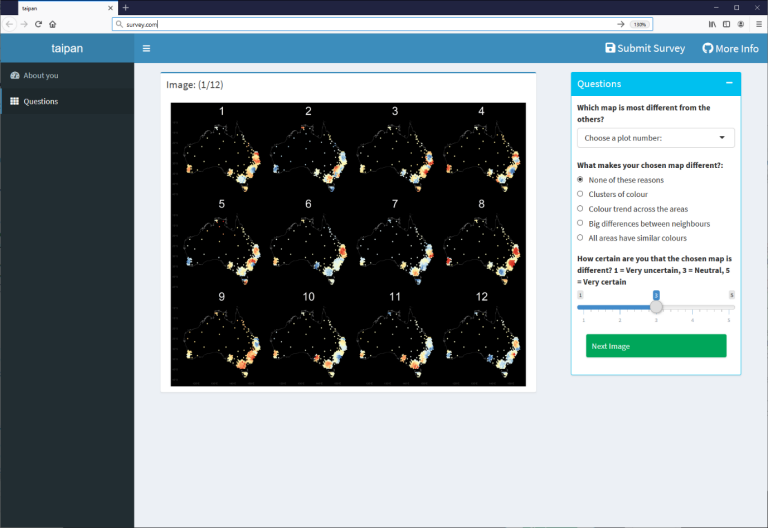 taipan
survey.com
130%
taipan
Submit Survey
More Info
About you
Questions
Image: (1/12)
1 2 3 4
5 6 7 8
9 10 11 12
Questions
Which map is most different from the
others?
Choose a plot number:
What makes your chosen map different?:
None of these reasons
Clusters of colour
Colour trend across the areas
Big differences between neighbours
All areas have similar colours
How certain are you that the chosen map is
different? 1 = Very uncertain, 3 = Neutral, 5
= Very certain
1 3 5
1 2 3 4 5
Next Image